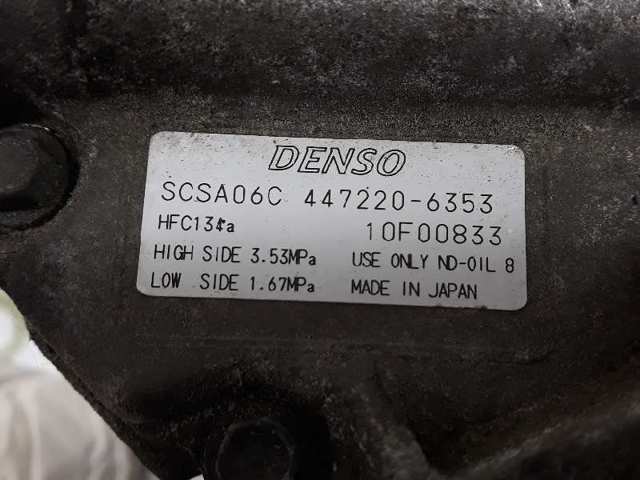 DENSO
SCSA06C 447220-6353
HFC134a 10F00833
HIGH SIDE 3.53MPa USE ONLY ND-OIL 8
LOW SIDE 1.67MPa MADE IN JAPAN